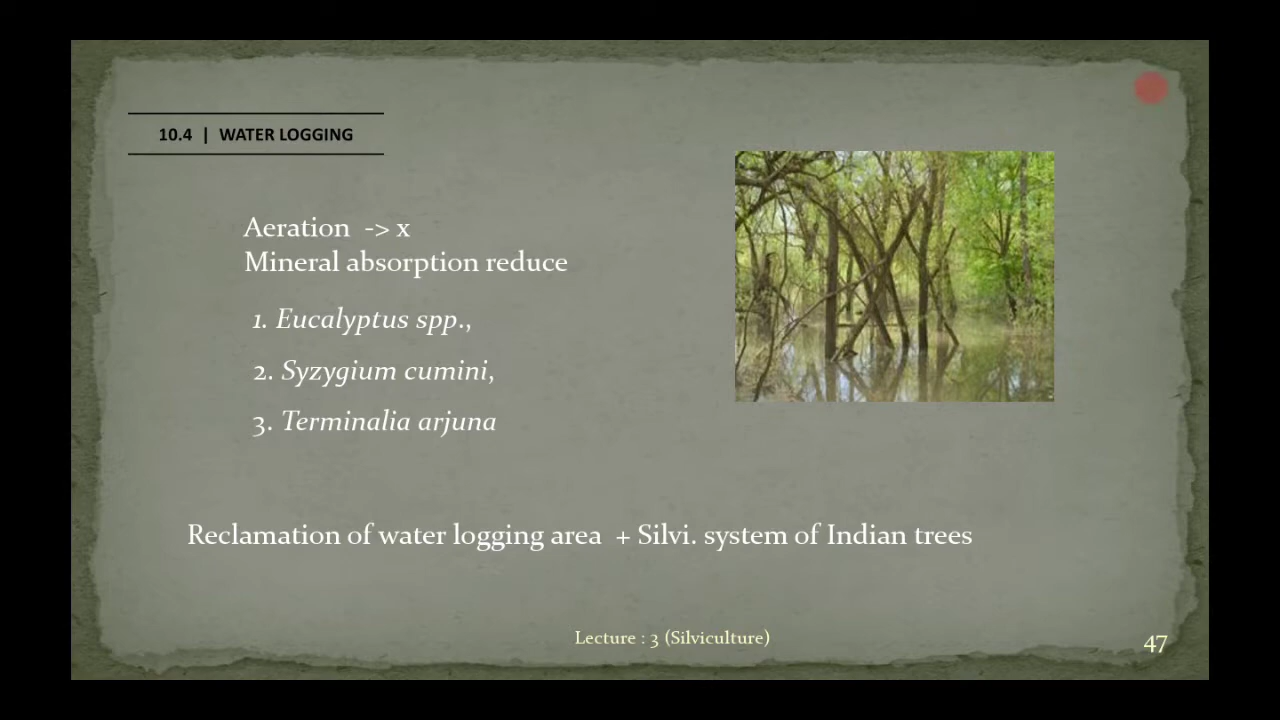 10.4 | WATER LOGGING
Aeration -> x
Mineral absorption reduce
1. Eucalyptus spp.,
2. Syzygium cumini,
3. Terminalia arjuna
Reclamation of water logging area + Silvi. system of Indian trees
Lecture : 3 (Silviculture)
47